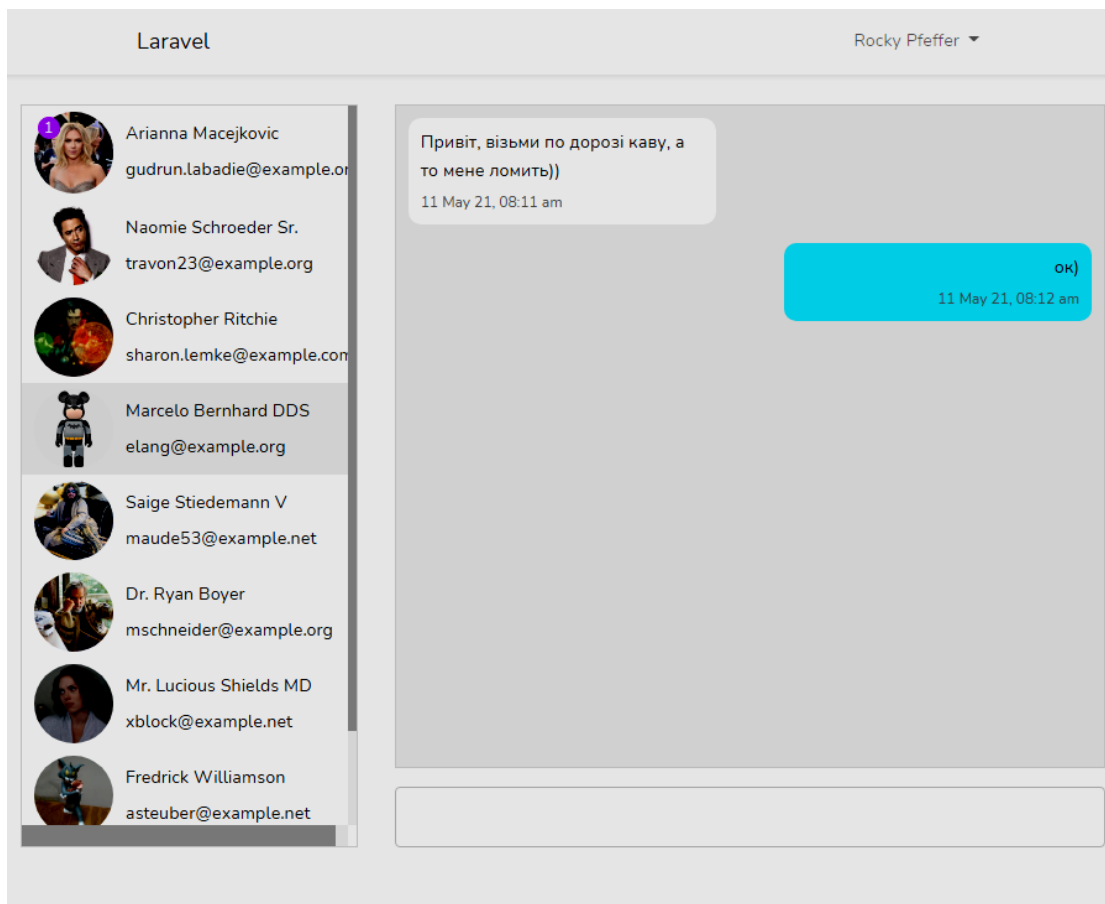 Laravel
Rocky Pfeffer
1
Arianna Macejkovic
gudrun.labadie@example.or
Naomie Schroeder Sr.
travon23@example.org
Christopher Ritchie
sharon.lemke@example.com
Marcelo Bernhard DDS
elang@example.org
Saige Stiedemann V
maude53@example.net
Dr. Ryan Boyer
mschneider@example.org
Mr. Lucious Shields MD
xblock@example.net
Fredrick Williamson
asteuber@example.net
Привіт, візьми по дорозі каву, а
то мене ломить))
11 May 21, 08:11 am
ок)
11 May 21, 08:12 am